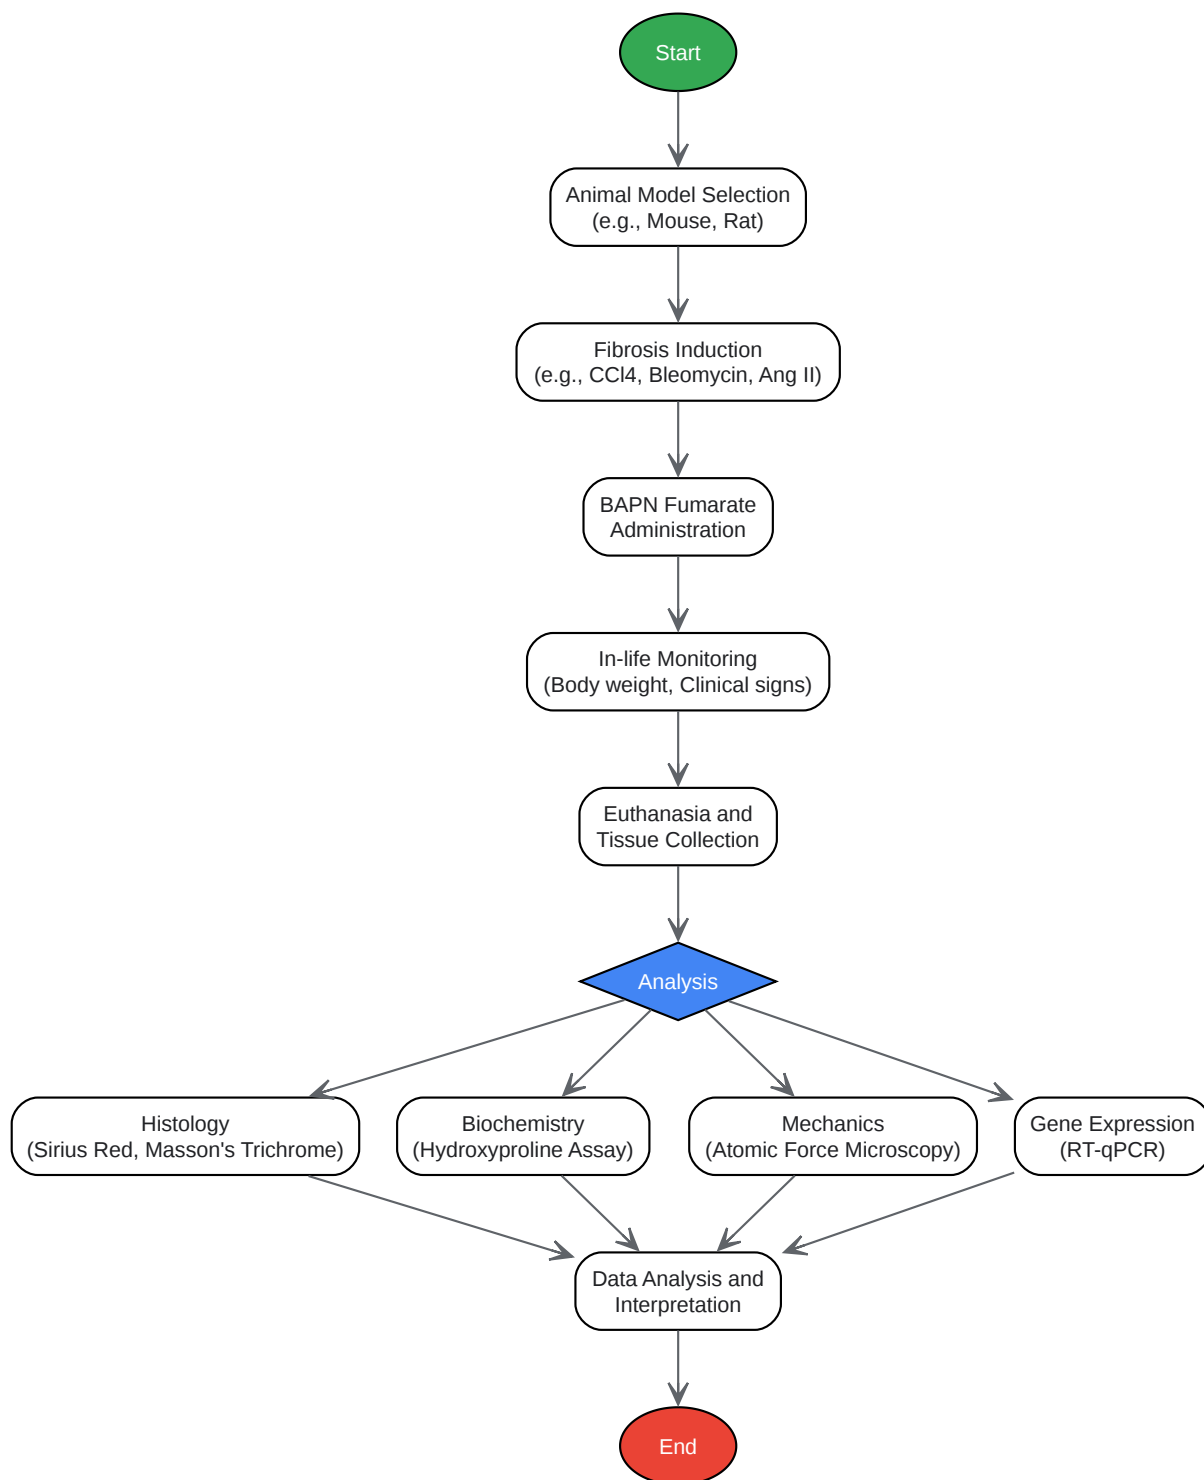 Start
Animal Model Selection
(e.g., Mouse, Rat)
Fibrosis Induction
(e.g., CCl4, Bleomycin, Ang II)
BAPN Fumarate
Administration
In-life Monitoring
(Body weight, Clinical signs)
Euthanasia and
Tissue Collection
Analysis
Histology
(Sirius Red, Masson's Trichrome)
Biochemistry
(Hydroxyproline Assay)
Mechanics
(Atomic Force Microscopy)
Gene Expression
(RT-qPCR)
Data Analysis and
Interpretation
End